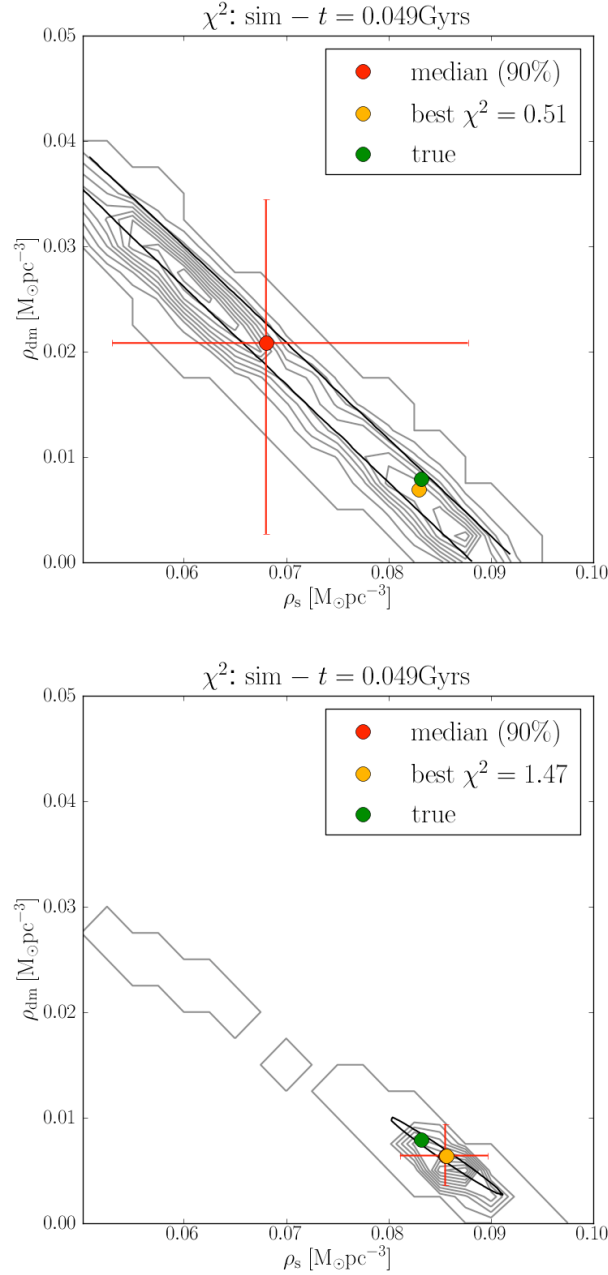 χ²: sim − t = 0.049Gyrs
0.05
median (90%)
best χ² = 0.51
true
0.04
0.03
0.02
0.01
0.00
ρdm [M⊙pc⁻³]
0.06 0.07 0.08 0.09 0.10
ρs [M⊙pc⁻³]
χ²: sim − t = 0.049Gyrs
0.05
median (90%)
best χ² = 1.47
true
0.04
0.03
0.02
0.01
0.00
ρdm [M⊙pc⁻³]
0.06 0.07 0.08 0.09 0.10
ρs [M⊙pc⁻³]